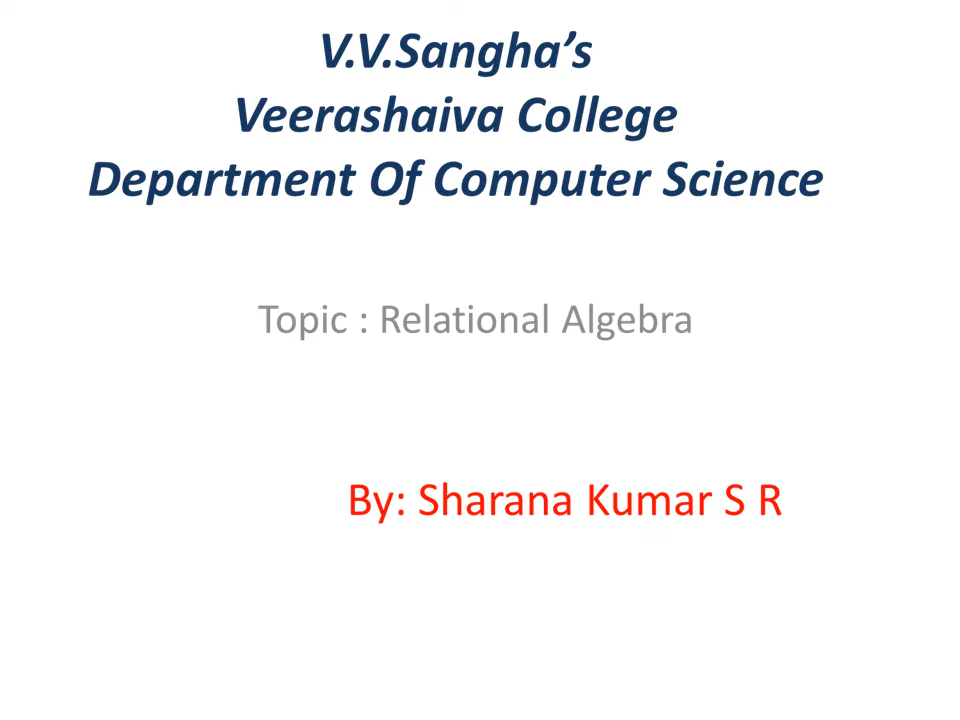 V.V.Sangha’s
Veerashaiva College
Department Of Computer Science
Topic : Relational Algebra
By: Sharana Kumar S R